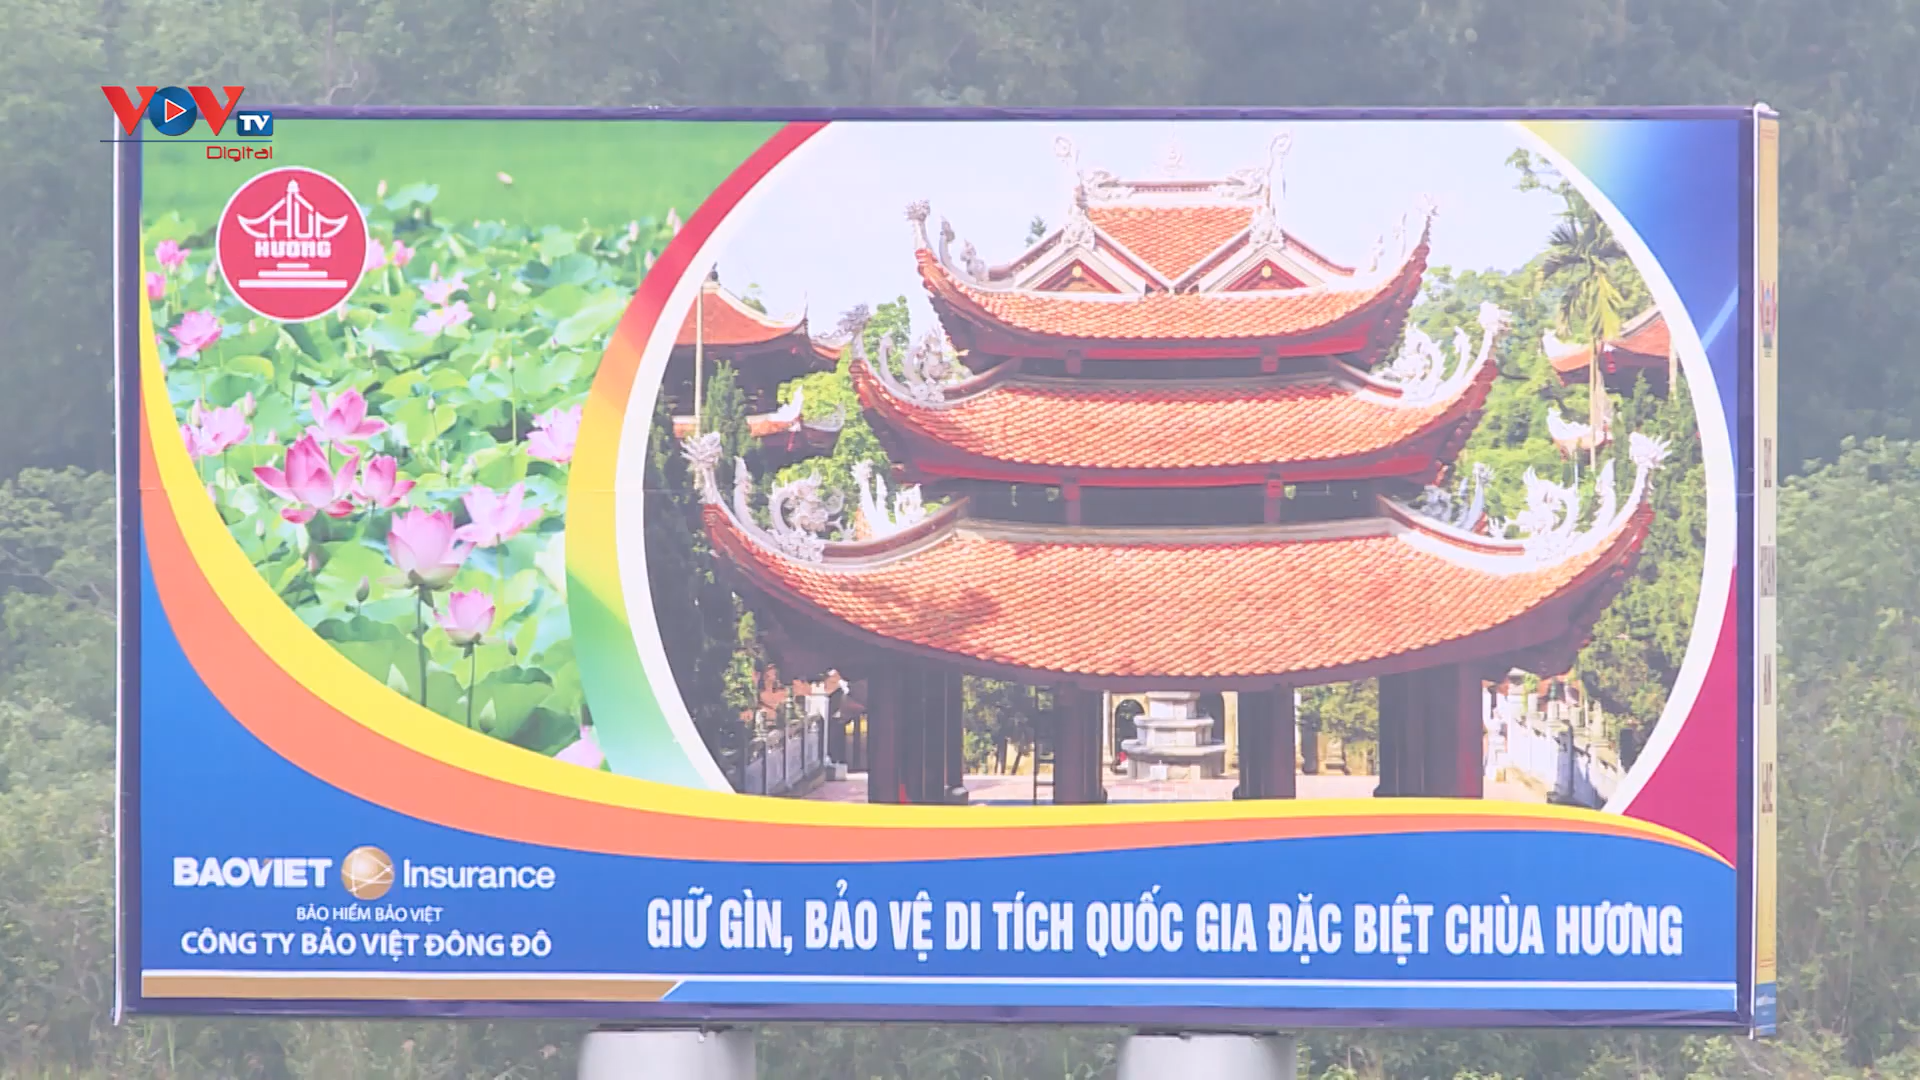 VOV TV
Digital
CHÙA
HƯƠNG
BAOVIET Insurance
BẢO HIỂM BẢO VIỆT
CÔNG TY BẢO VIỆT ĐÔNG ĐÔ
GIỮ GÌN, BẢO VỆ DI TÍCH QUỐC GIA ĐẶC BIỆT CHÙA HƯƠNG